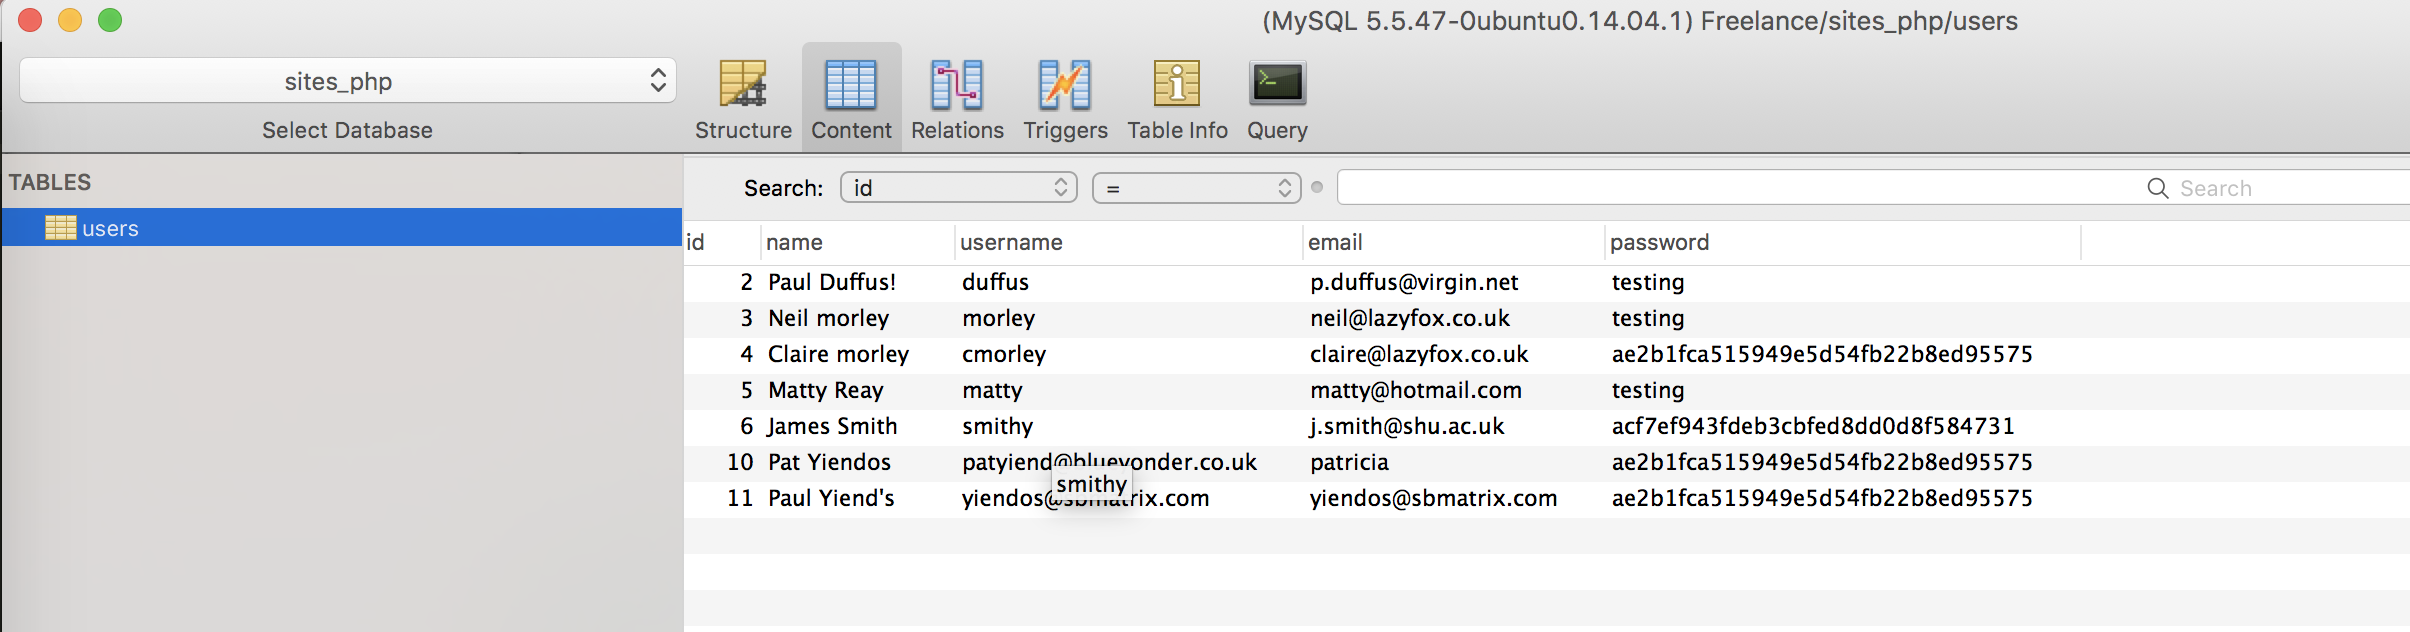 (MySQL 5.5.47-0ubuntu0.14.04.1) Freelance/sites_php/users
sites_php
Select Database
Structure Content Relations Triggers Table Info Query
TABLES
users
Search: id = Search
id name username email password
2 Paul Duffus! duffus p.duffus@virgin.net testing
3 Neil morley morley neil@lazyfox.co.uk testing
4 Claire morley cmorley claire@lazyfox.co.uk ae2b1fca515949e5d54fb22b8ed95575
5 Matty Reay matty matty@hotmail.com testing
6 James Smith smithy j.smith@shu.ac.uk acf7ef943fdeb3cbfed8dd0d8f584731
10 Pat Yiendos patyiend@blueyonder.co.uk patricia ae2b1fca515949e5d54fb22b8ed95575
smithy
11 Paul Yiend's yiendos@sbmatrix.com yiendos@sbmatrix.com ae2b1fca515949e5d54fb22b8ed95575